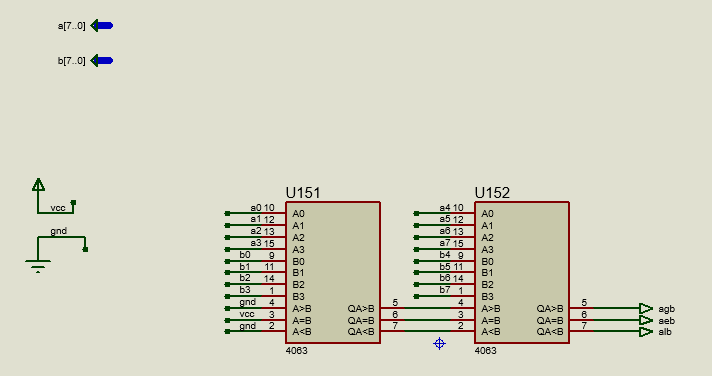 a[7..0]
b[7..0]
vcc
gnd
U151
a0 10 A0
a1 12 A1
a2 13 A2
a3 15 A3
b0 9 B0
b1 11 B1
b2 14 B2
b3 1 B3
gnd 4 A>B QA>B 5
vcc 3 A=B QA=B 6
gnd 2 A<B QA<B 7
4063
U152
a4 10 A0
a5 12 A1
a6 13 A2
a7 15 A3
b4 9 B0
b5 11 B1
b6 14 B2
b7 1 B3
4 A>B QA>B 5 agb
3 A=B QA=B 6 aeb
2 A<B QA<B 7 alb
4063